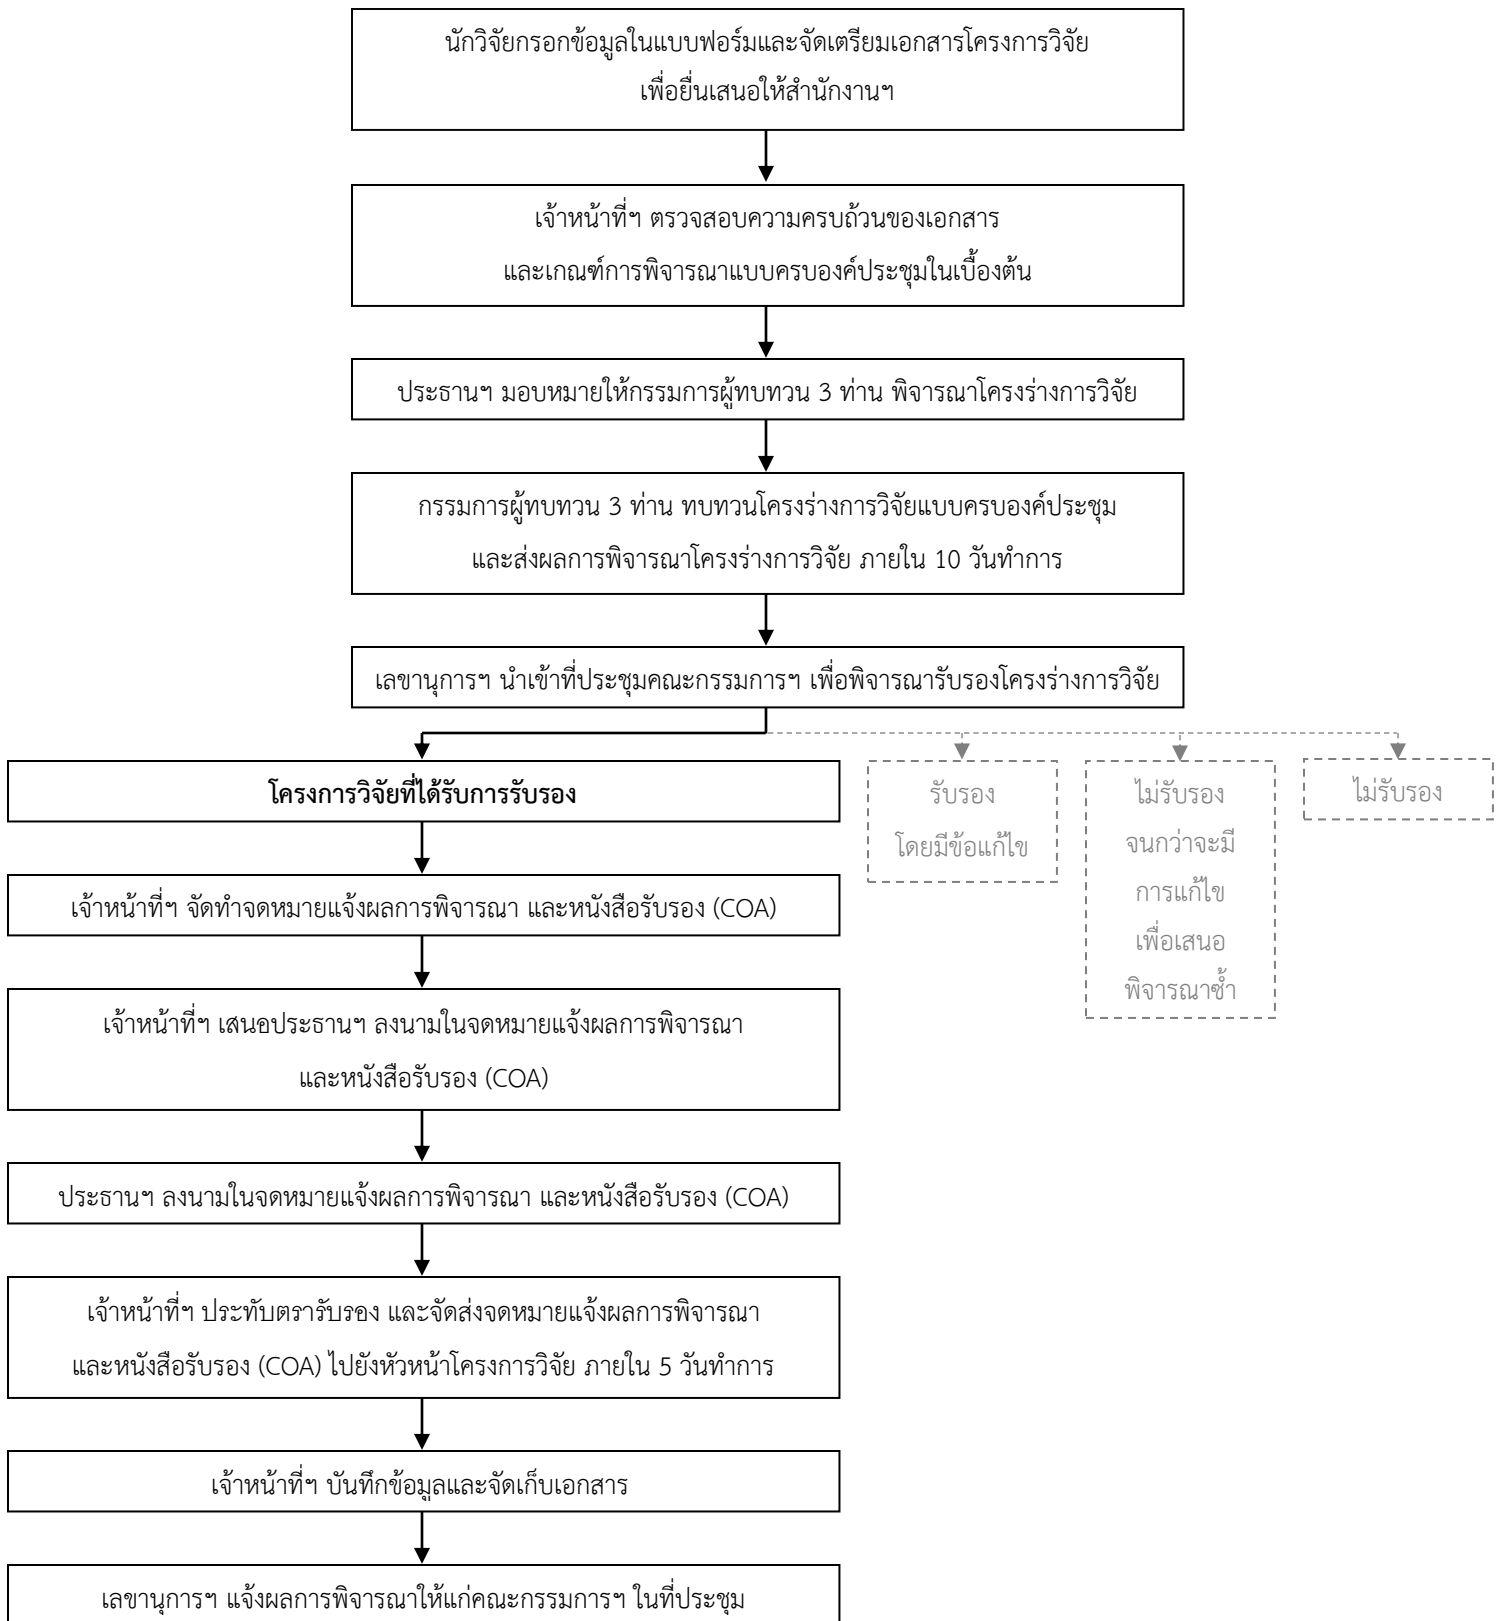 นักวิจัยกรอกข้อมูลในแบบฟอร์มและจัดเตรียมเอกสารโครงการวิจัย
เพื่อยื่นเสนอให้สำนักงานฯ
เจ้าหน้าที่ฯ ตรวจสอบความครบถ้วนของเอกสาร
และเกณฑ์การพิจารณาแบบครบองค์ประชุมในเบื้องต้น
ประธานฯ มอบหมายให้กรรมการผู้ทบทวน 3 ท่าน พิจารณาโครงร่างการวิจัย
กรรมการผู้ทบทวน 3 ท่าน ทบทวนโครงร่างการวิจัยแบบครบองค์ประชุม
และส่งผลการพิจารณาโครงร่างการวิจัย ภายใน 10 วันทำการ
เลขานุการฯ นำเข้าที่ประชุมคณะกรรมการฯ เพื่อพิจารณารับรองโครงร่างการวิจัย
โครงการวิจัยที่ได้รับการรับรอง
รับรอง
โดยมีข้อแก้ไข
ไม่รับรอง
จนกว่าจะมี
การแก้ไข
เพื่อเสนอ
พิจารณาซ้ำ
ไม่รับรอง
เจ้าหน้าที่ฯ จัดทำจดหมายแจ้งผลการพิจารณา และหนังสือรับรอง (COA)
เจ้าหน้าที่ฯ เสนอประธานฯ ลงนามในจดหมายแจ้งผลการพิจารณา
และหนังสือรับรอง (COA)
ประธานฯ ลงนามในจดหมายแจ้งผลการพิจารณา และหนังสือรับรอง (COA)
เจ้าหน้าที่ฯ ประทับตรารับรอง และจัดส่งจดหมายแจ้งผลการพิจารณา
และหนังสือรับรอง (COA) ไปยังหัวหน้าโครงการวิจัย ภายใน 5 วันทำการ
เจ้าหน้าที่ฯ บันทึกข้อมูลและจัดเก็บเอกสาร
เลขานุการฯ แจ้งผลการพิจารณาให้แก่คณะกรรมการฯ ในที่ประชุม